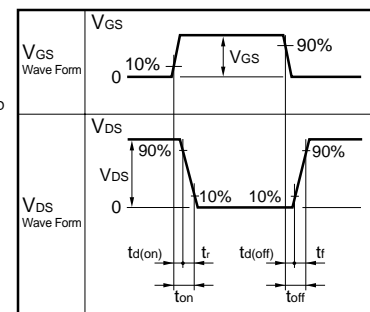 VGS
VGS
Wave Form
10%
VGS
90%
0
VDS
90%
90%
VDS
10%
10%
VDS
Wave Form
0
td(on)
tr
td(off)
tf
ton
toff